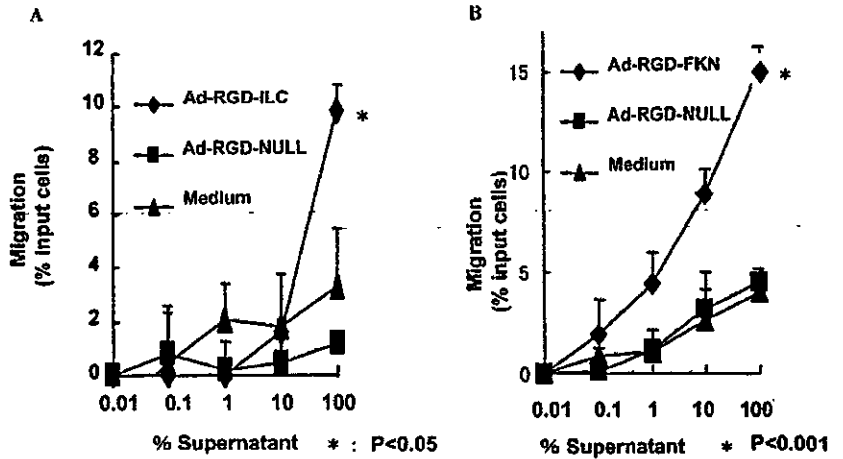 A
12
10
8
6
4
2
0
Migration
(% Input cells)
Ad-RGD-ILC
Ad-RGD-NULL
Medium
*
0.01 0.1 1 10 100
% Supernatant * : P<0.05
B
15
10
5
0
Migration
(% input cells)
Ad-RGD-FKN
Ad-RGD-NULL
Medium
*
0.01 0.1 1 10 100
% Supernatant * P<0.001